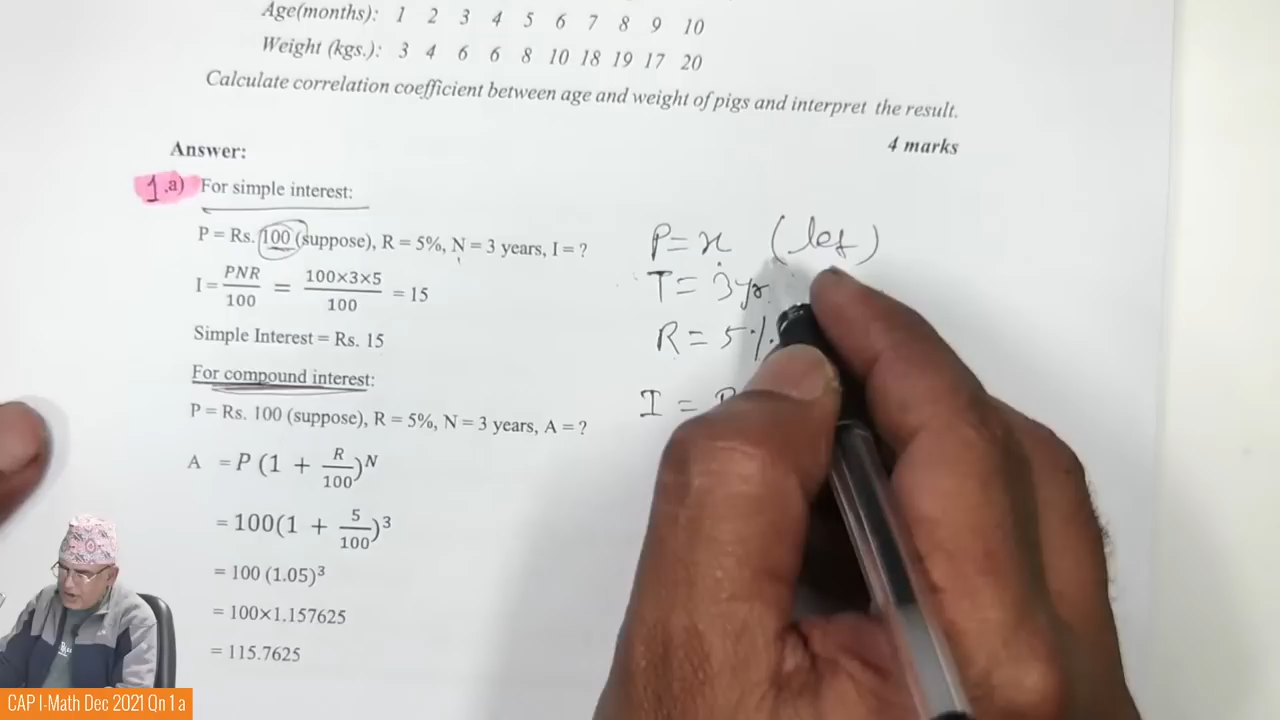 Age(months): 1 2 3 4 5 6 7 8 9 10
Weight (kgs.): 3 4 6 6 8 10 18 19 17 20
Calculate correlation coefficient between age and weight of pigs and interpret the result.
4 marks
Answer:
1.a) For simple interest:
P = Rs. 100 (suppose), R = 5%, N = 3 years, I = ?
I = PNR/100 = 100×3×5/100 = 15
Simple Interest = Rs. 15
For compound interest:
P = Rs. 100 (suppose), R = 5%, N = 3 years, A = ?
A = P (1 + R/100)^N
= 100(1 + 5/100)^3
= 100 (1.05)³
= 100×1.157625
= 115.7625
P = x (let)
T = 3 yr.
R = 5%
I =
CAP I-Math Dec 2021 Qn 1 a